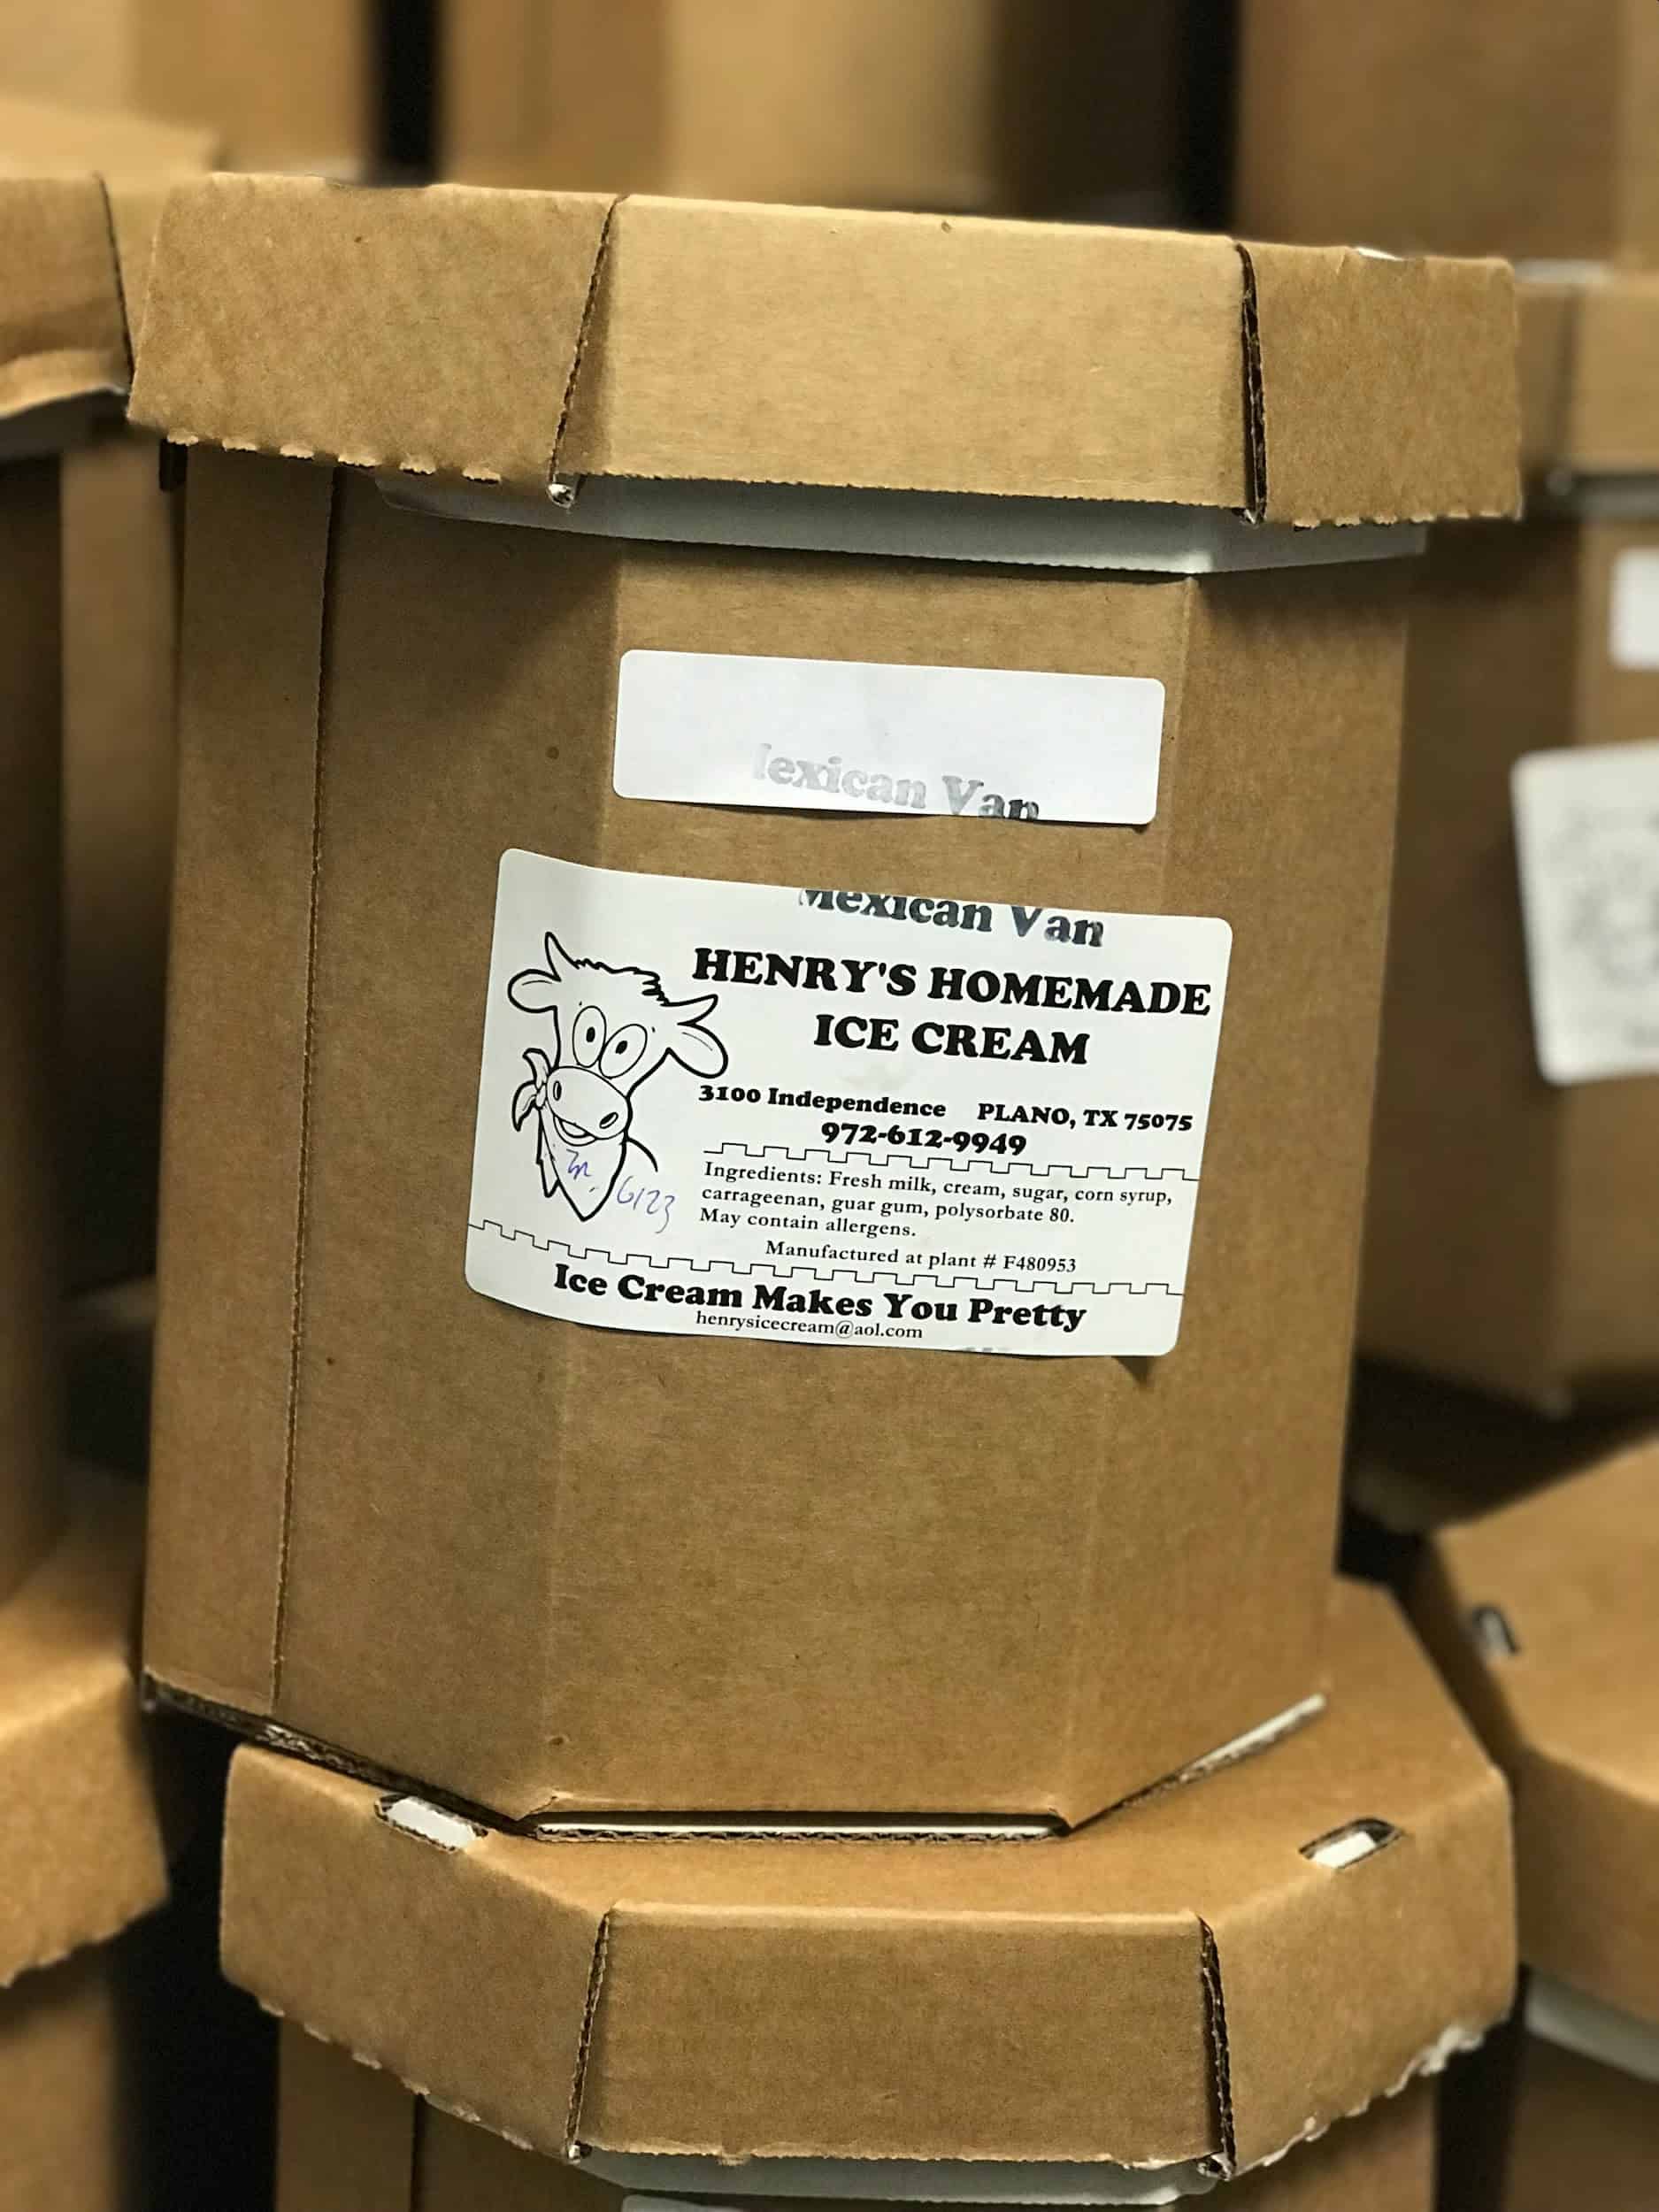 lexican Van
Mexican Van
HENRY'S HOMEMADE
ICE CREAM
3100 Independence PLANO, TX 75075
972-612-9949
Ingredients: Fresh milk, cream, sugar, corn syrup,
carrageenan, guar gum, polysorbate 80.
May contain allergens.
Manufactured at plant # F480953
6/23
Ice Cream Makes You Pretty
henrysicecream@aol.com